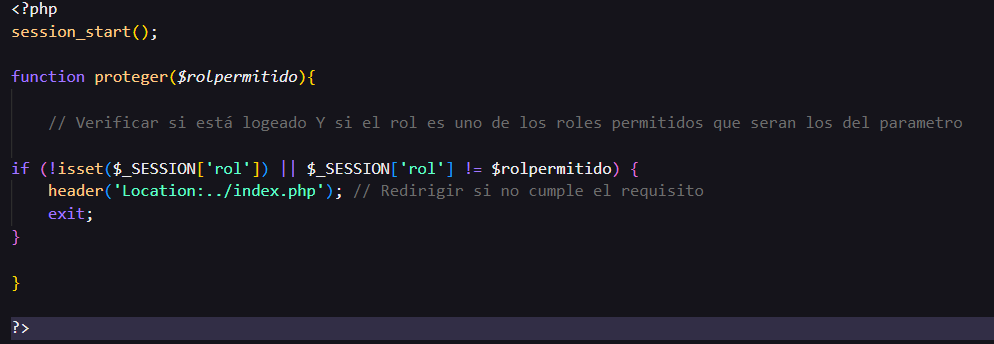 <?php
session_start();
function proteger($rolpermitido){
// Verificar si está logeado Y si el rol es uno de los roles permitidos que seran los del parametro
if (!isset($_SESSION['rol']) || $_SESSION['rol'] != $rolpermitido) {
header('Location:../index.php'); // Redirigir si no cumple el requisito
exit;
}
}
?>